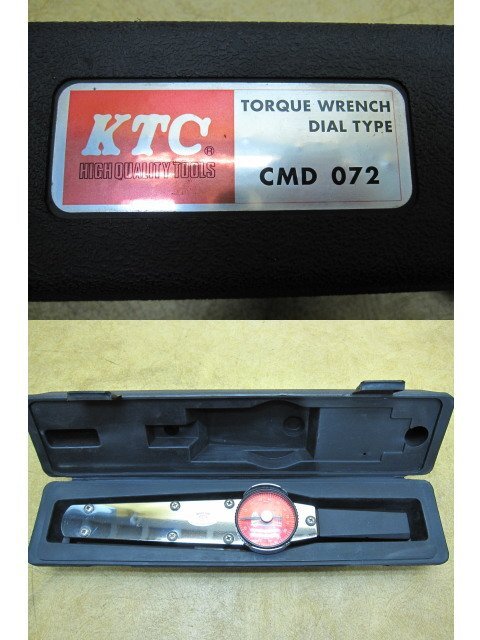 KTC®
HIGH QUALITY TOOLS
TORQUE WRENCH
DIAL TYPE
CMD 072